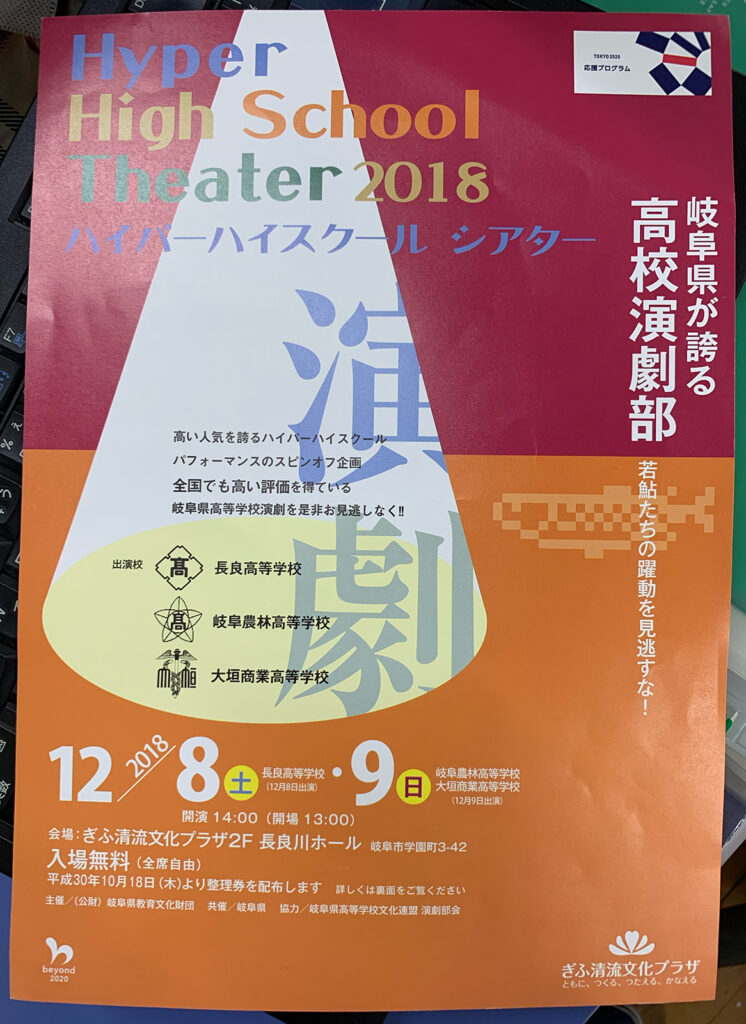 Hyper
High School
Theater 2018
ハイパーハイスクール シアター
TOKYO 2020
応援プログラム
岐阜県が誇る
高校演劇部
若鮎たちの躍動を見逃すな!
演劇
高い人気を誇るハイパーハイスクール
パフォーマンスのスピンオフ企画
全国でも高い評価を得ている
岐阜県高等学校演劇を是非お見逃しなく!!
出演校
髙 長良高等学校
髙 岐阜農林高等学校
大垣商業高等学校
2018
12/8土 長良高等学校 ・9日 岐阜農林高等学校
大垣商業高等学校
(12月8日出演) (12月9日出演)
開演 14:00(開場 13:00)
会場:ぎふ清流文化プラザ2F 長良川ホール 岐阜市学園町3-42
入場無料(全席自由)
平成30年10月18日(木)より整理券を配布します 詳しくは裏面をご覧ください
主催/(公財)岐阜県教育文化財団 共催/岐阜県 協力/岐阜県高等学校文化連盟 演劇部会
beyond
2020
ぎふ清流文化プラザ
ともに、つくる、つたえる、かなえる
F7